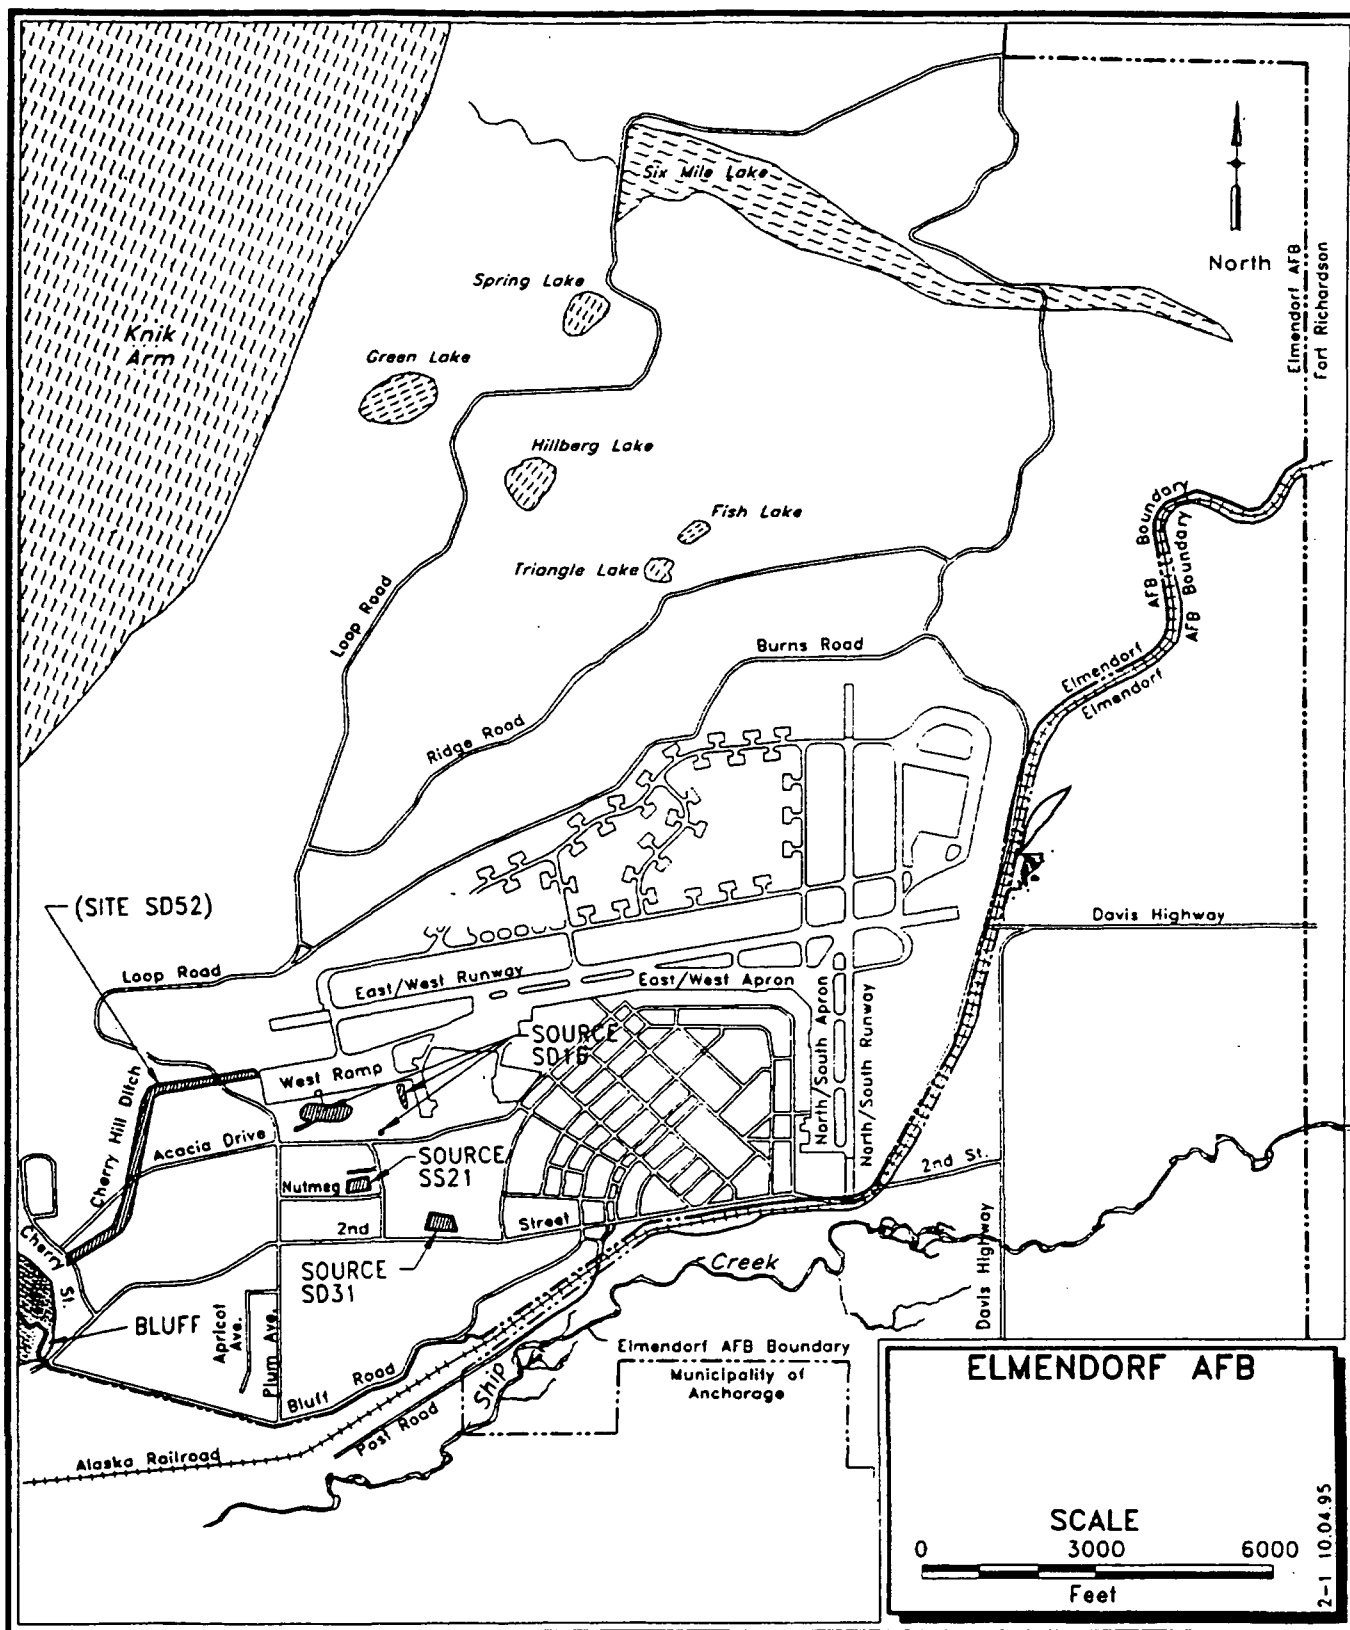 Six Mile Lake
North
Elmendorf AFB
Fort Richardson
Spring Lake
Knik
Arm
Green Lake
Hillberg Lake
Fish Lake
Triangle Lake
Boundary
AFB
Boundary
AFB
Elmendorf
Elmendorf
Loop Road
Burns Road
Ridge Road
(SITE SD52)
Davis Highway
Loop Road
East/West Runway
East/West Apron
SOURCE
SD16
North/South Apron
North/South Runway
West Ramp
Cherry Hill Ditch
Acacia Drive
SOURCE
SS21
2nd St.
Nutmeg
2nd
Street
Cherry
St.
SOURCE
SD31
Creek
Davis Highway
BLUFF
Apricot
Ave.
Plum Ave.
Elmendorf AFB Boundary
Municipality of
Anchorage
Ship
Bluff Road
Post Road
Alaska Railroad
ELMENDORF AFB
SCALE
0 3000 6000
Feet
2-1 10.04.95